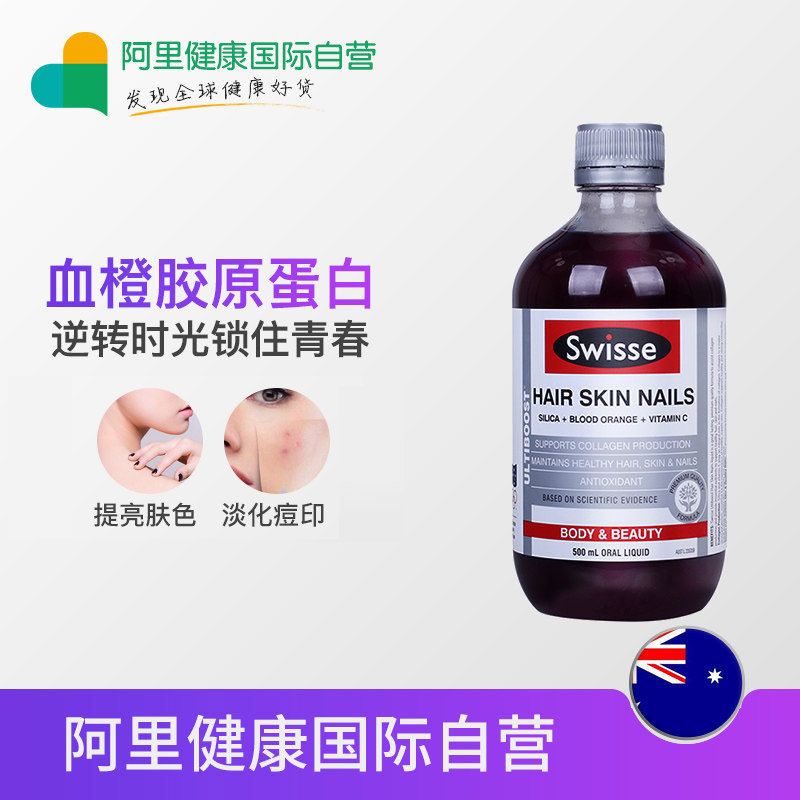 阿里健康国际自营
发现全球健康好货
血橙胶原蛋白
逆转时光锁住青春
提亮肤色
淡化痘印
Swisse
ULTIBOOST
HAIR SKIN NAILS
SILICA + BLOOD ORANGE + VITAMIN C
SUPPORTS COLLAGEN PRODUCTION
MAINTAINS HEALTHY HAIR, SKIN & NAILS
ANTIOXIDANT
BASED ON SCIENTIFIC EVIDENCE
PREMIUM QUALITY
FORMULA
BODY & BEAUTY
500 mL ORAL LIQUID
阿里健康国际自营